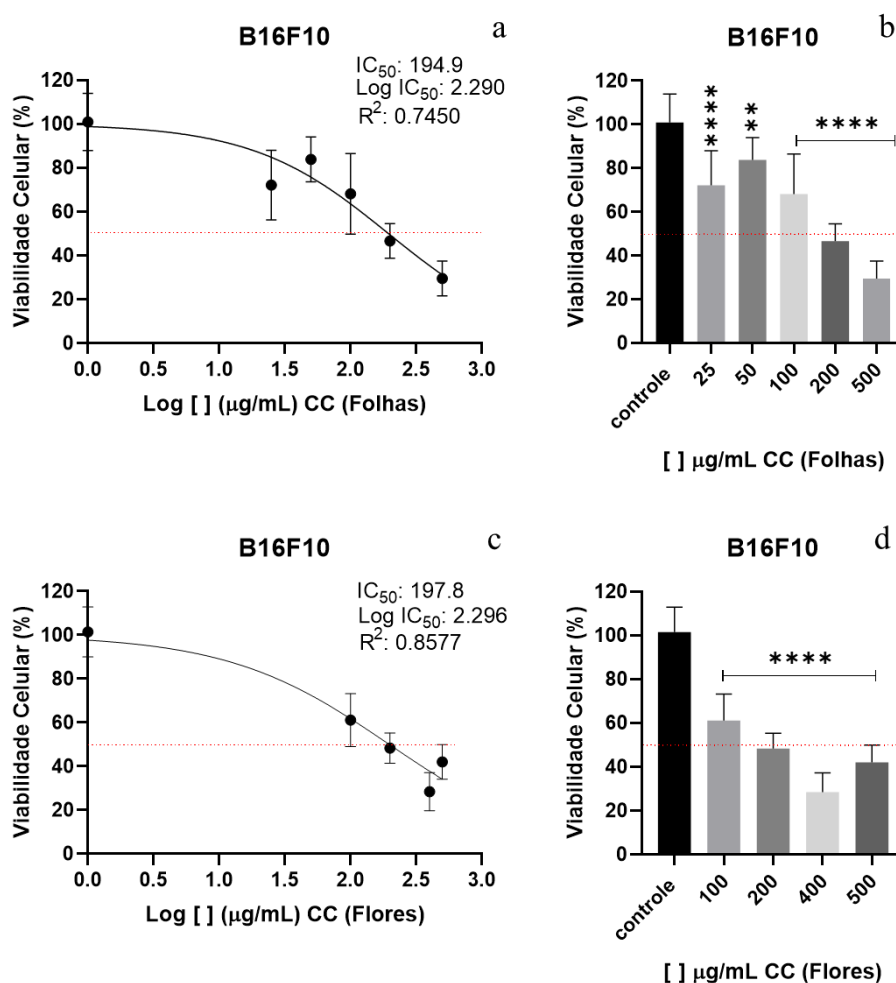 B16F10
a
IC50: 194.9
Log IC50: 2.290
R2: 0.7450
Viabilidade Celular (%)
120
100
80
60
40
20
0
0.0 0.5 1.0 1.5 2.0 2.5 3.0
Log [ ] (μg/mL) CC (Folhas)
B16F10
b
**** ** ****
Viabilidade Celular (%)
120
100
80
60
40
20
0
controle 25 50 100 200 500
[ ] μg/mL CC (Folhas)
B16F10
c
IC50: 197.8
Log IC50: 2.296
R2: 0.8577
Viabilidade Celular (%)
120
100
80
60
40
20
0
0.0 0.5 1.0 1.5 2.0 2.5 3.0
Log [ ] (μg/mL) CC (Flores)
B16F10
d
****
Viabilidade Celular (%)
120
100
80
60
40
20
0
controle 100 200 400 500
[ ] μg/mL CC (Flores)